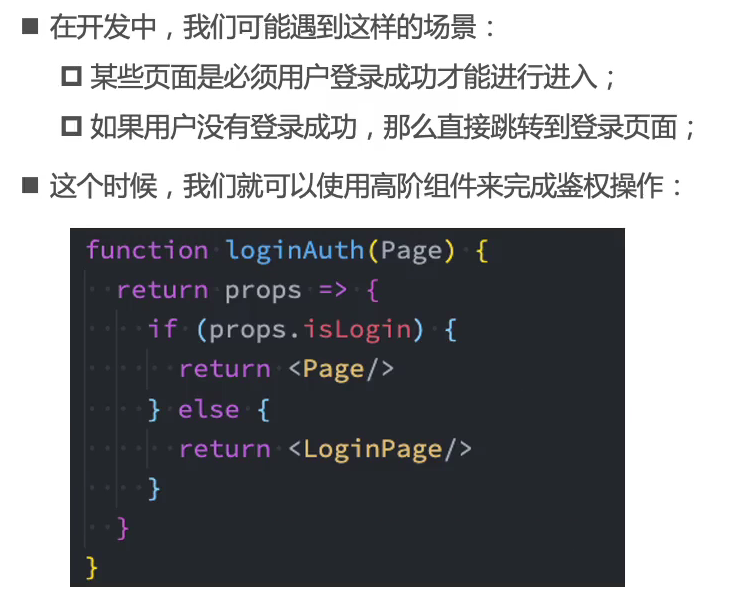 ■ 在开发中，我们可能遇到这样的场景：
□ 某些页面是必须用户登录成功才能进行进入；
□ 如果用户没有登录成功，那么直接跳转到登录页面；
■ 这个时候，我们就可以使用高阶组件来完成鉴权操作：
function loginAuth(Page) {
  return props => {
    if (props.isLogin) {
      return <Page/>
    } else {
      return <LoginPage/>
    }
  }
}